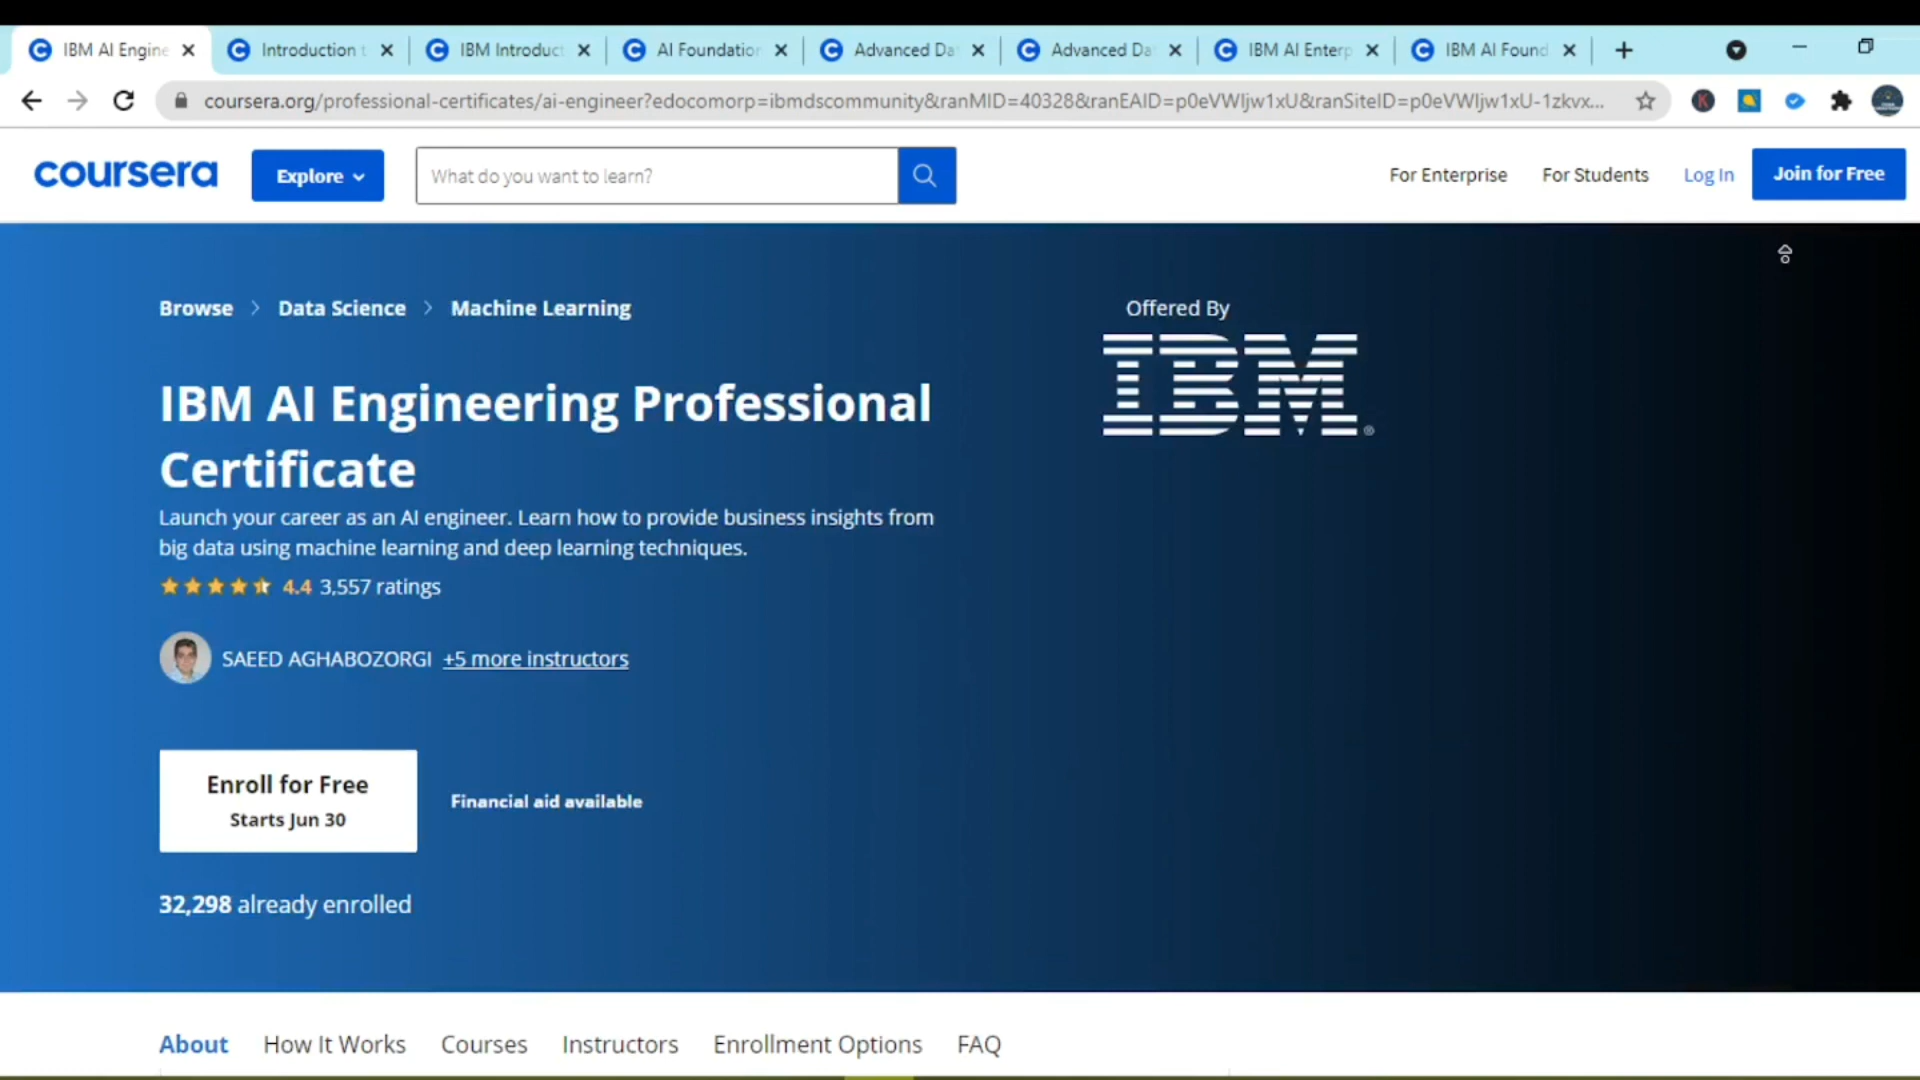 IBM AI Engine
Introduction t
IBM Introduct
AI Foundation
Advanced Da
Advanced Da
IBM AI Enterp
IBM AI Found
coursera.org/professional-certificates/ai-engineer?edocomorp=ibmdscommunity&ranMID=40328&ranEAID=p0eVWIjw1xU&ranSiteID=p0eVWIjw1xU-1zkvx...
coursera
Explore
What do you want to learn?
For Enterprise
For Students
Log In
Join for Free
Browse > Data Science > Machine Learning
Offered By
IBM®
IBM AI Engineering Professional
Certificate
Launch your career as an AI engineer. Learn how to provide business insights from
big data using machine learning and deep learning techniques.
4.4 3,557 ratings
SAEED AGHABOZORGI +5 more instructors
Enroll for Free
Starts Jun 30
Financial aid available
32,298 already enrolled
About
How It Works
Courses
Instructors
Enrollment Options
FAQ